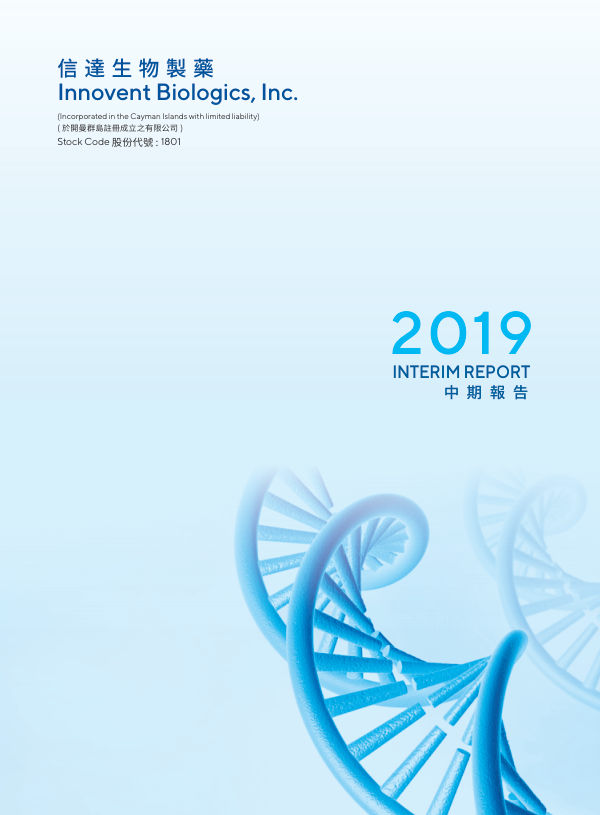 信達生物製藥
Innovent Biologics, Inc.
(Incorporated in the Cayman Islands with limited liability)
(於開曼群島註冊成立之有限公司)
Stock Code 股份代號 : 1801
2019
INTERIM REPORT
中期報告